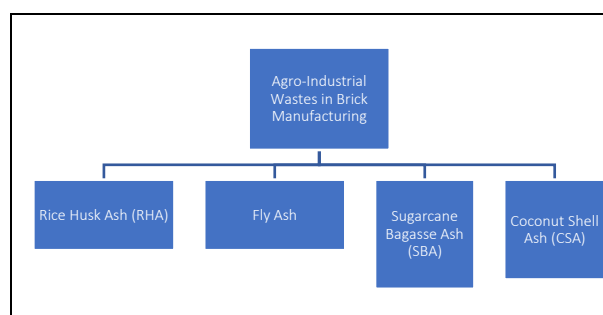 Agro-Industrial
Wastes in Brick
Manufacturing
Rice Husk Ash (RHA)
Fly Ash
Sugarcane
Bagasse Ash
(SBA)
Coconut Shell
Ash (CSA)